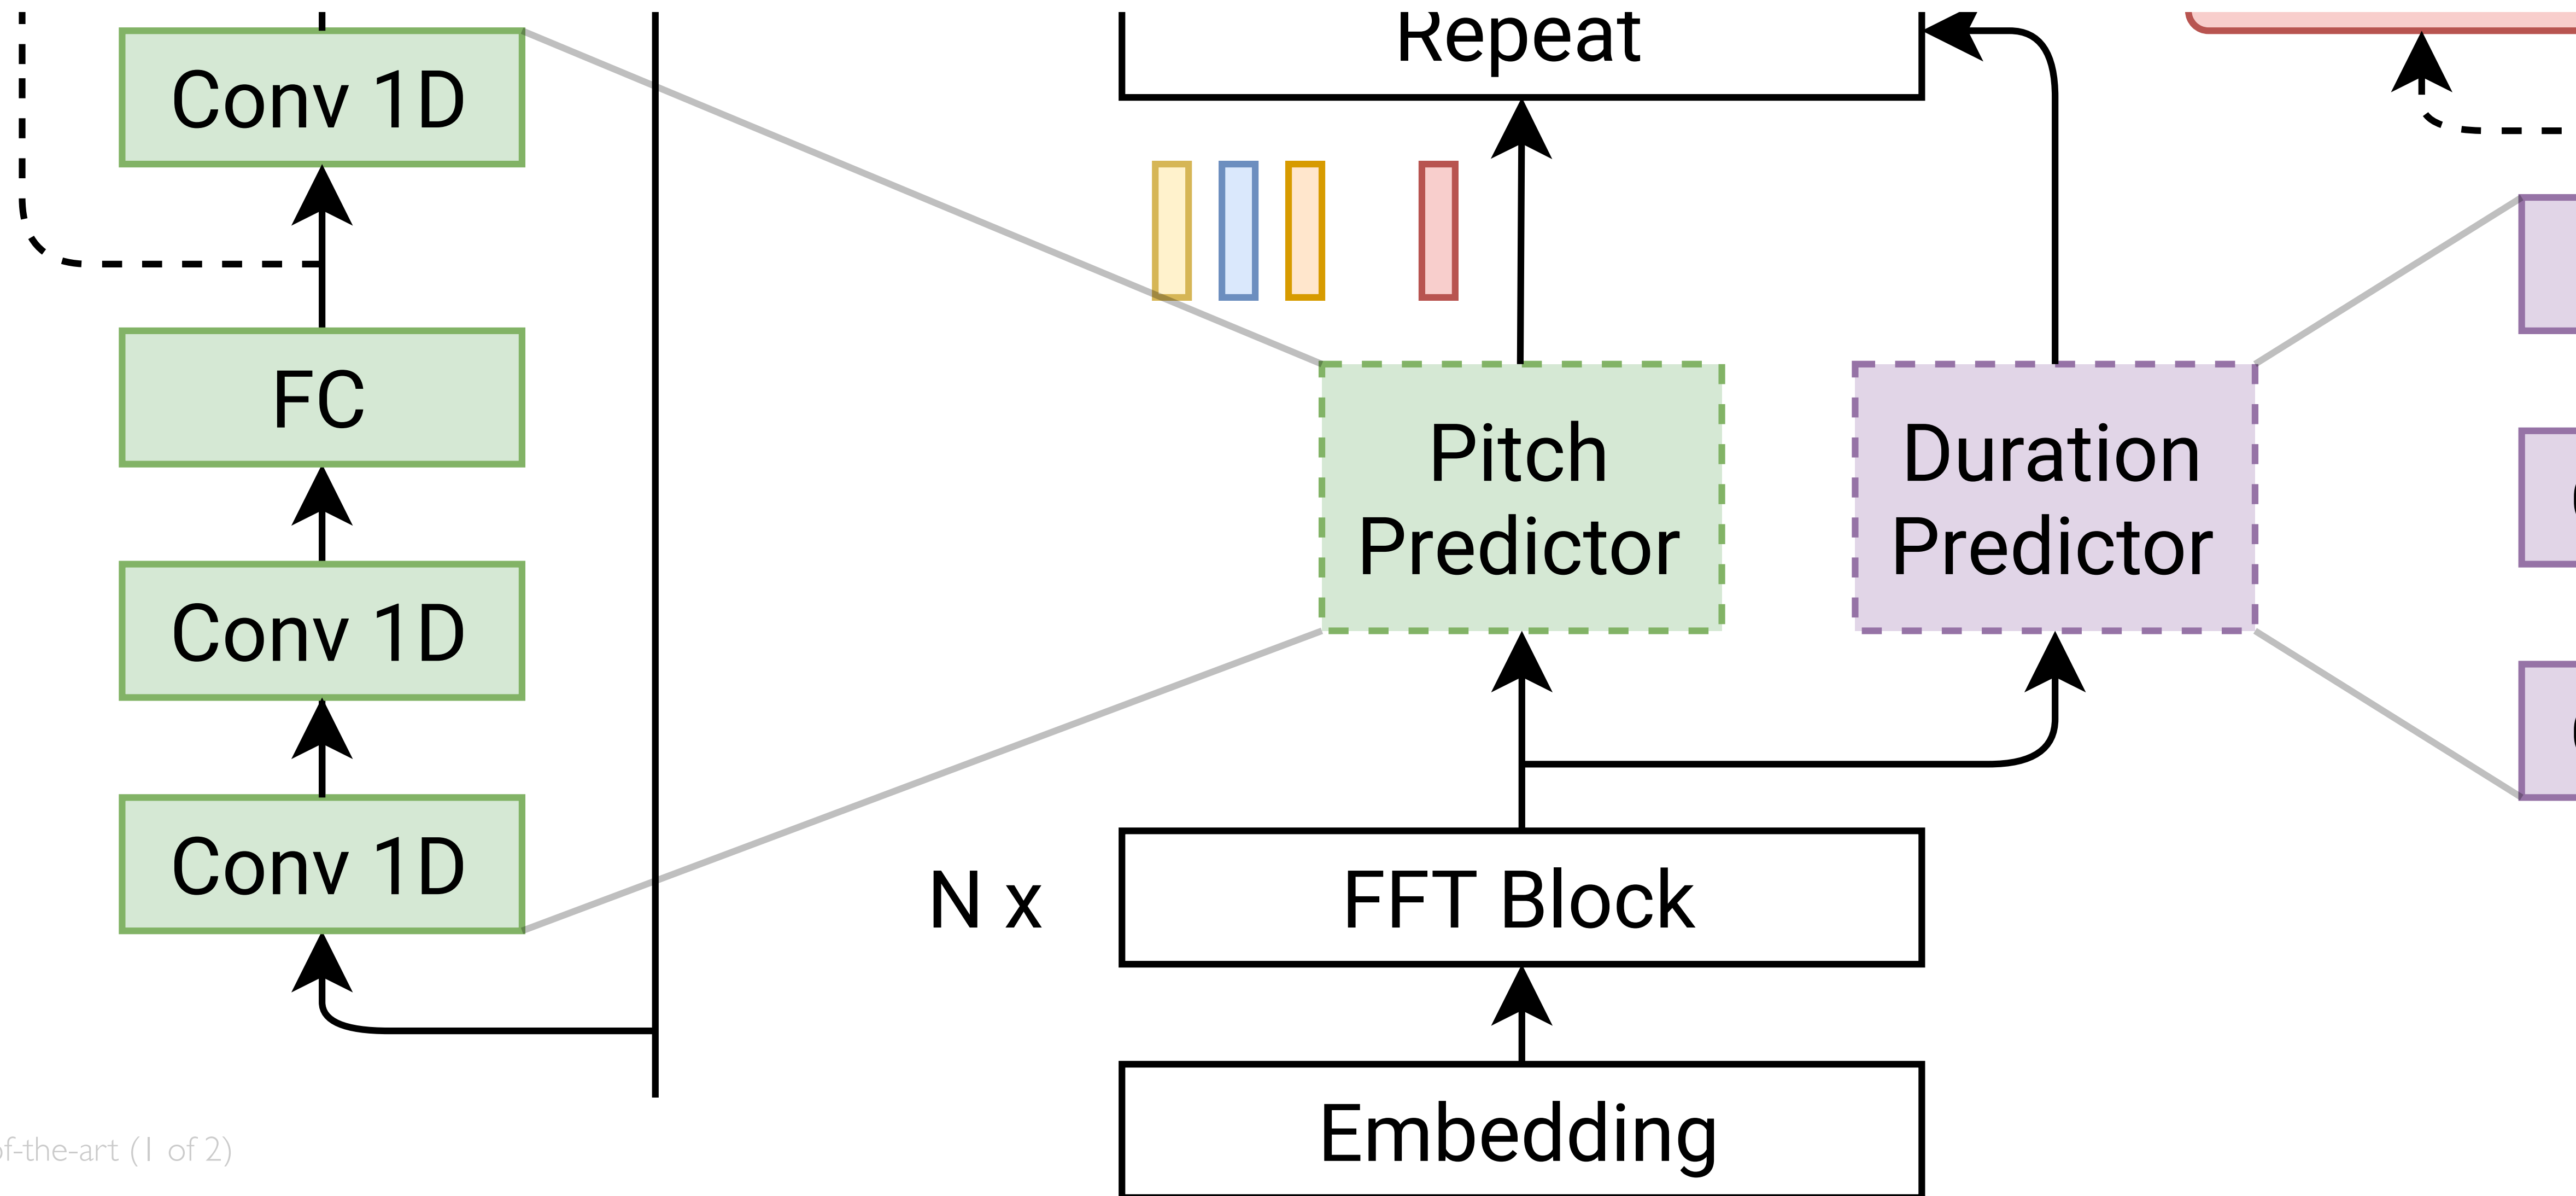 Conv 1D
FC
Conv 1D
Conv 1D
Repeat
Pitch
Predictor
Duration
Predictor
N x
FFT Block
Embedding
of-the-art (1 of 2)